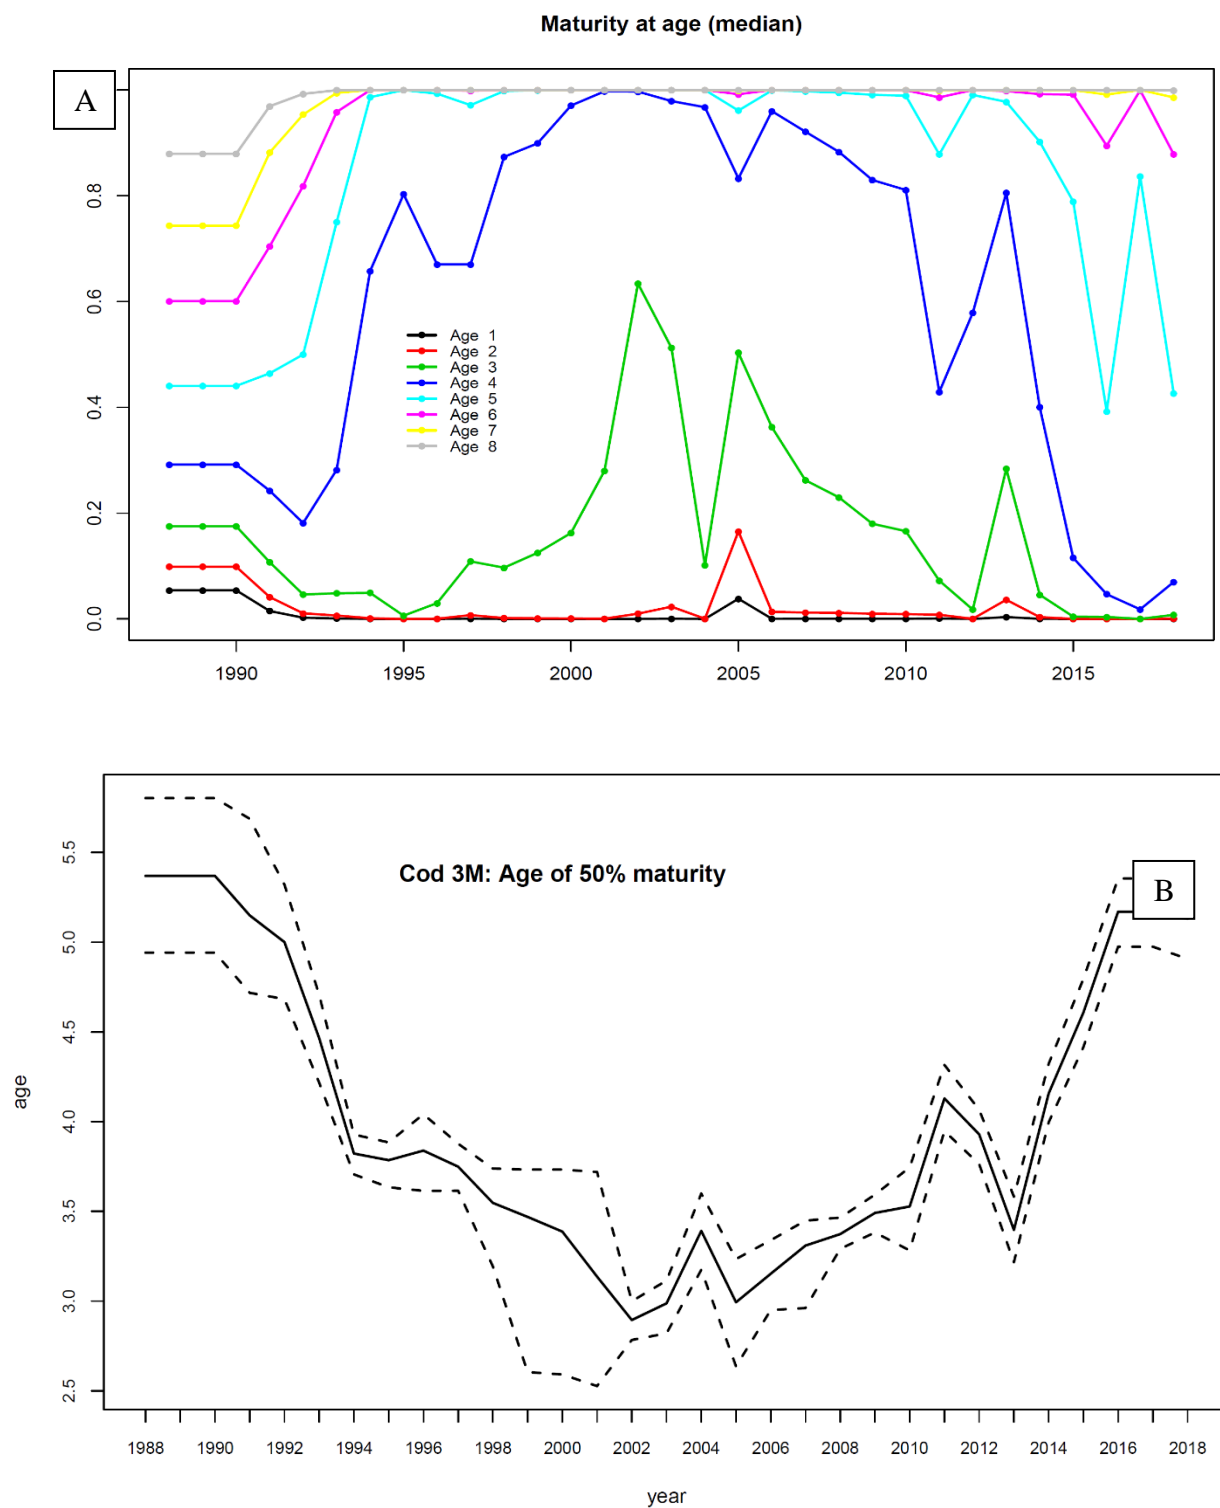 Maturity at age (median)
A
0.8
0.6
0.4
0.2
0.0
Age 1
Age 2
Age 3
Age 4
Age 5
Age 6
Age 7
Age 8
1990 1995 2000 2005 2010 2015
Cod 3M: Age of 50% maturity
B
age
5.5
5.0
4.5
4.0
3.5
3.0
2.5
1988 1990 1992 1994 1996 1998 2000 2002 2004 2006 2008 2010 2012 2014 2016 2018
year